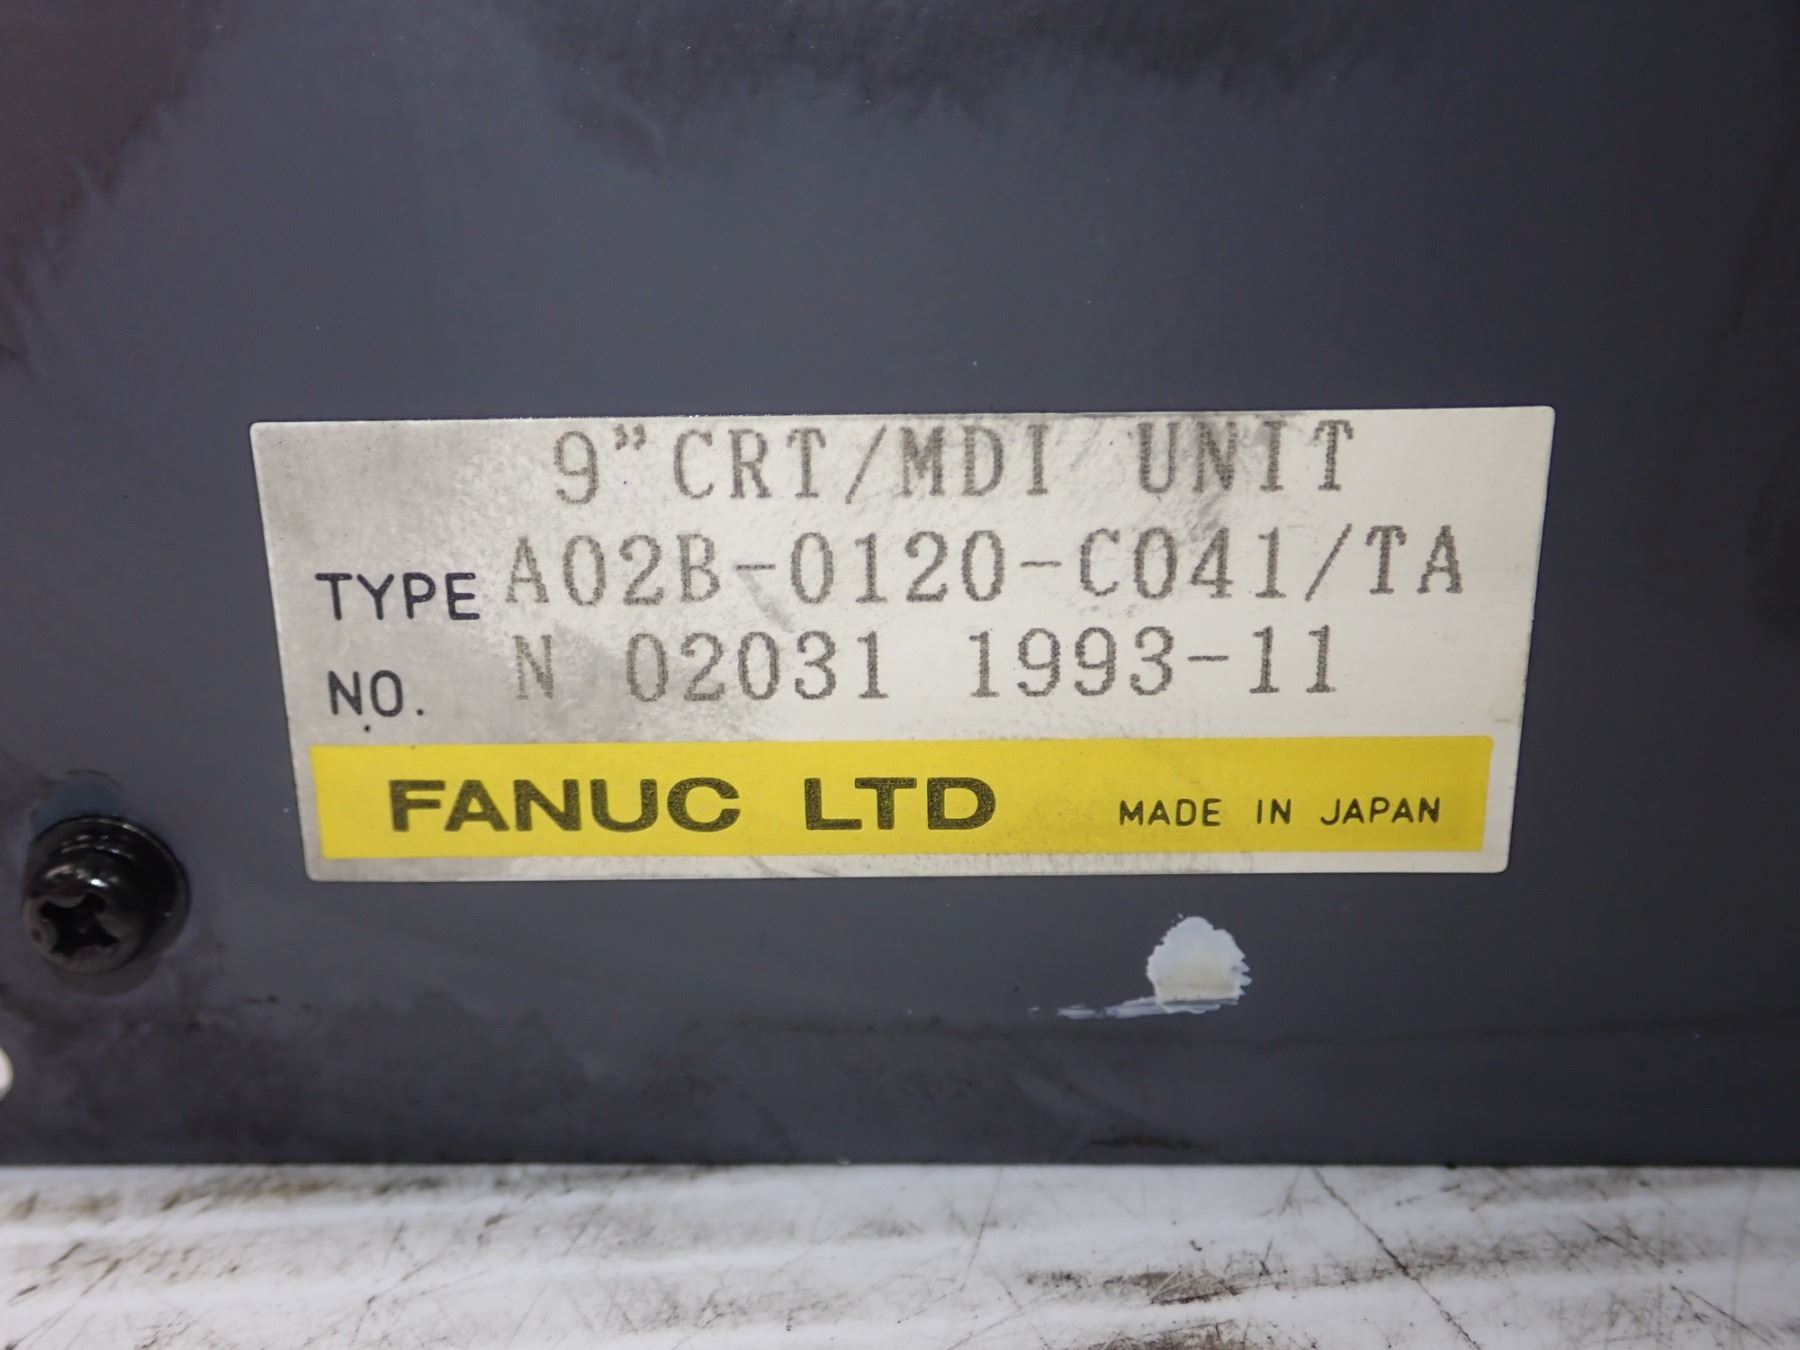 9"CRT/MDI UNIT
TYPE A02B-0120-C041/TA
NO. N 02031 1993-11
FANUC LTD MADE IN JAPAN